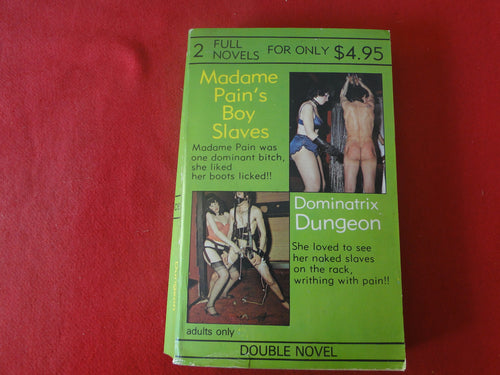 2 FULL NOVELS FOR ONLY $4.95
Madame
Pain's
Boy
Slaves
Madame Pain was
one dominant bitch,
she liked
her boots licked!!
Dominatrix
Dungeon
She loved to see
her naked slaves
on the rack,
writhing with pain!!
adults only
DOUBLE NOVEL